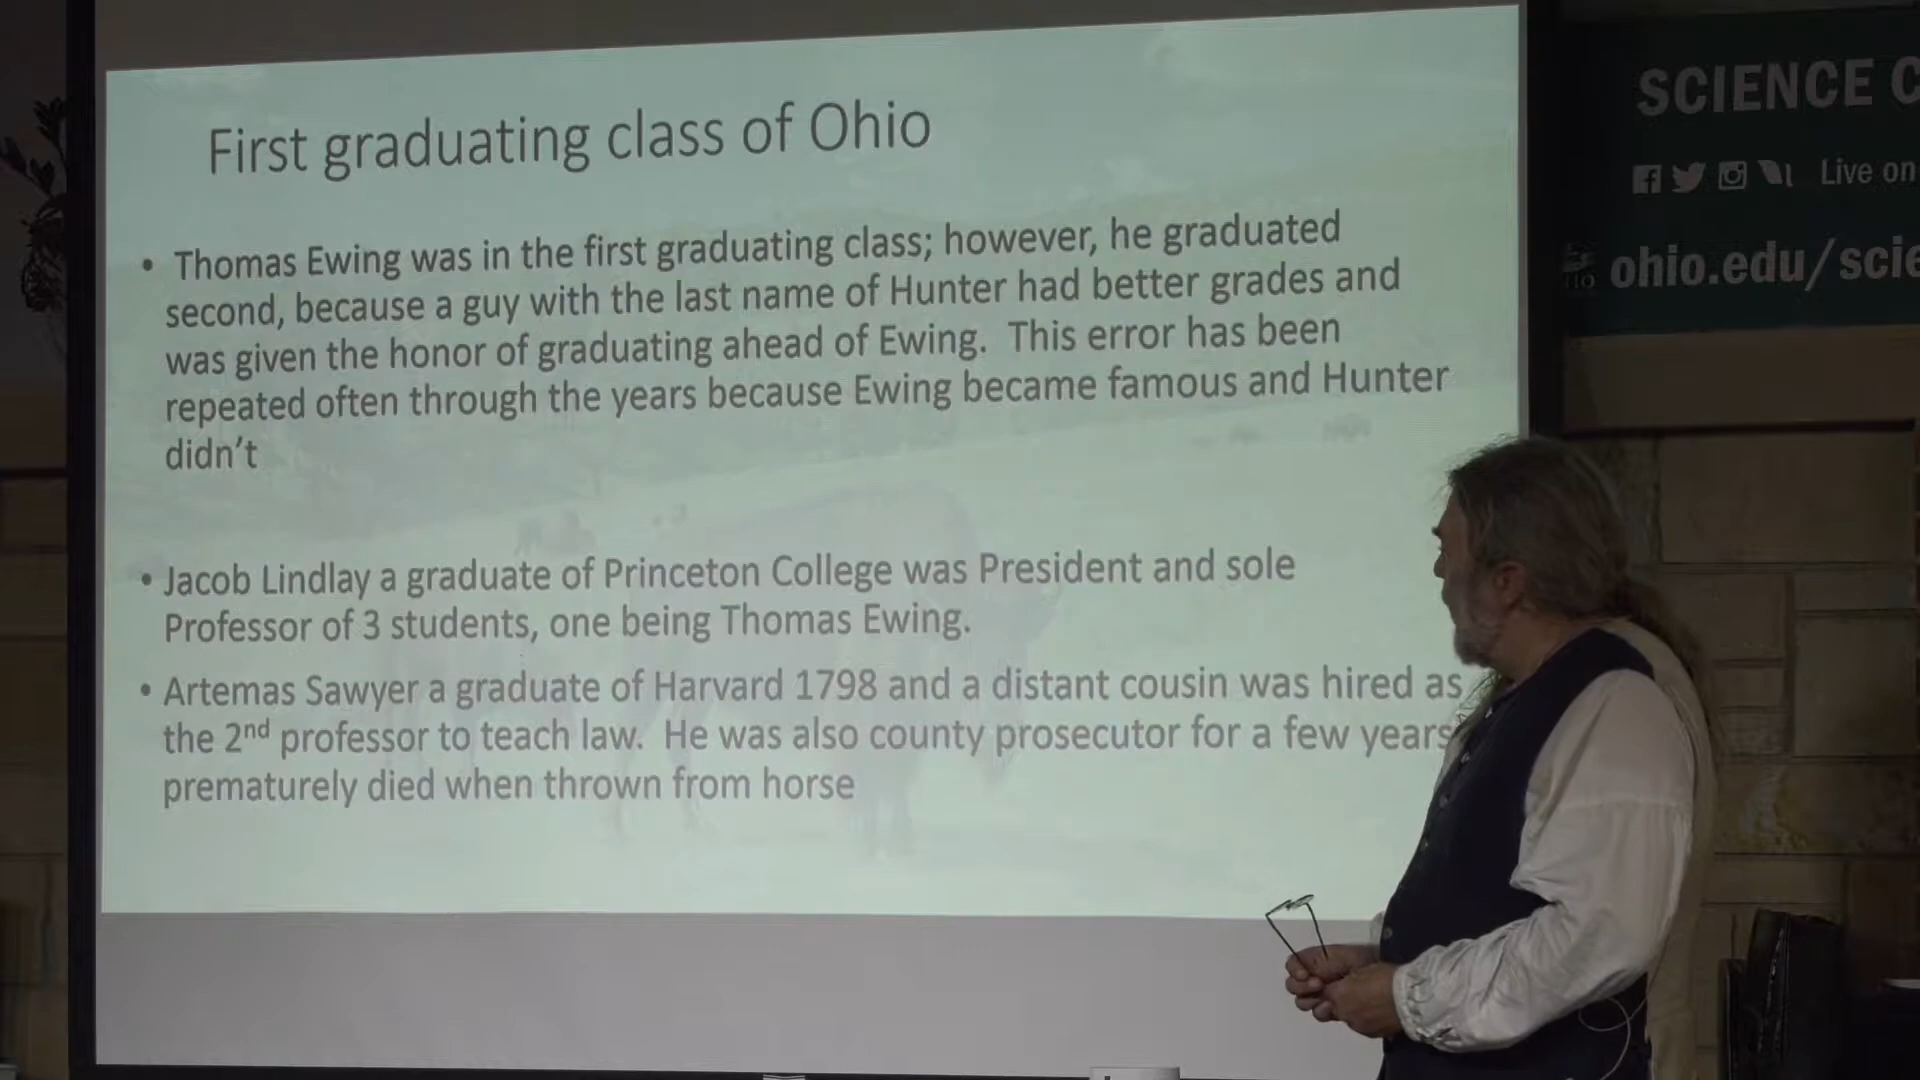 First graduating class of Ohio
• Thomas Ewing was in the first graduating class; however, he graduated
second, because a guy with the last name of Hunter had better grades and
was given the honor of graduating ahead of Ewing. This error has been
repeated often through the years because Ewing became famous and Hunter
didn't
• Jacob Lindlay a graduate of Princeton College was President and sole
Professor of 3 students, one being Thomas Ewing.
• Artemas Sawyer a graduate of Harvard 1798 and a distant cousin was hired as
the 2nd professor to teach law. He was also county prosecutor for a few years
prematurely died when thrown from horse
SCIENCE C
Live on
ohio.edu/scie